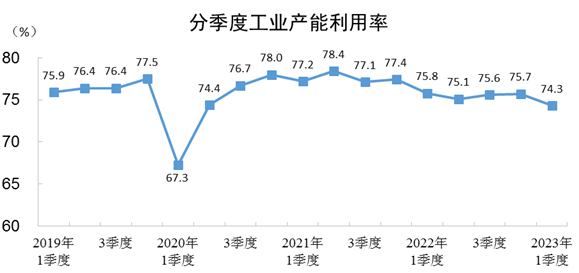 分季度工业产能利用率
（%）
80
75
70
65
60
75.9
76.4
76.4
77.5
67.3
74.4
76.7
78.0
77.2
78.4
77.1
77.4
75.8
75.1
75.6
75.7
74.3
2019年
1季度
3季度
2020年
1季度
3季度
2021年
1季度
3季度
2022年
1季度
3季度
2023年
1季度